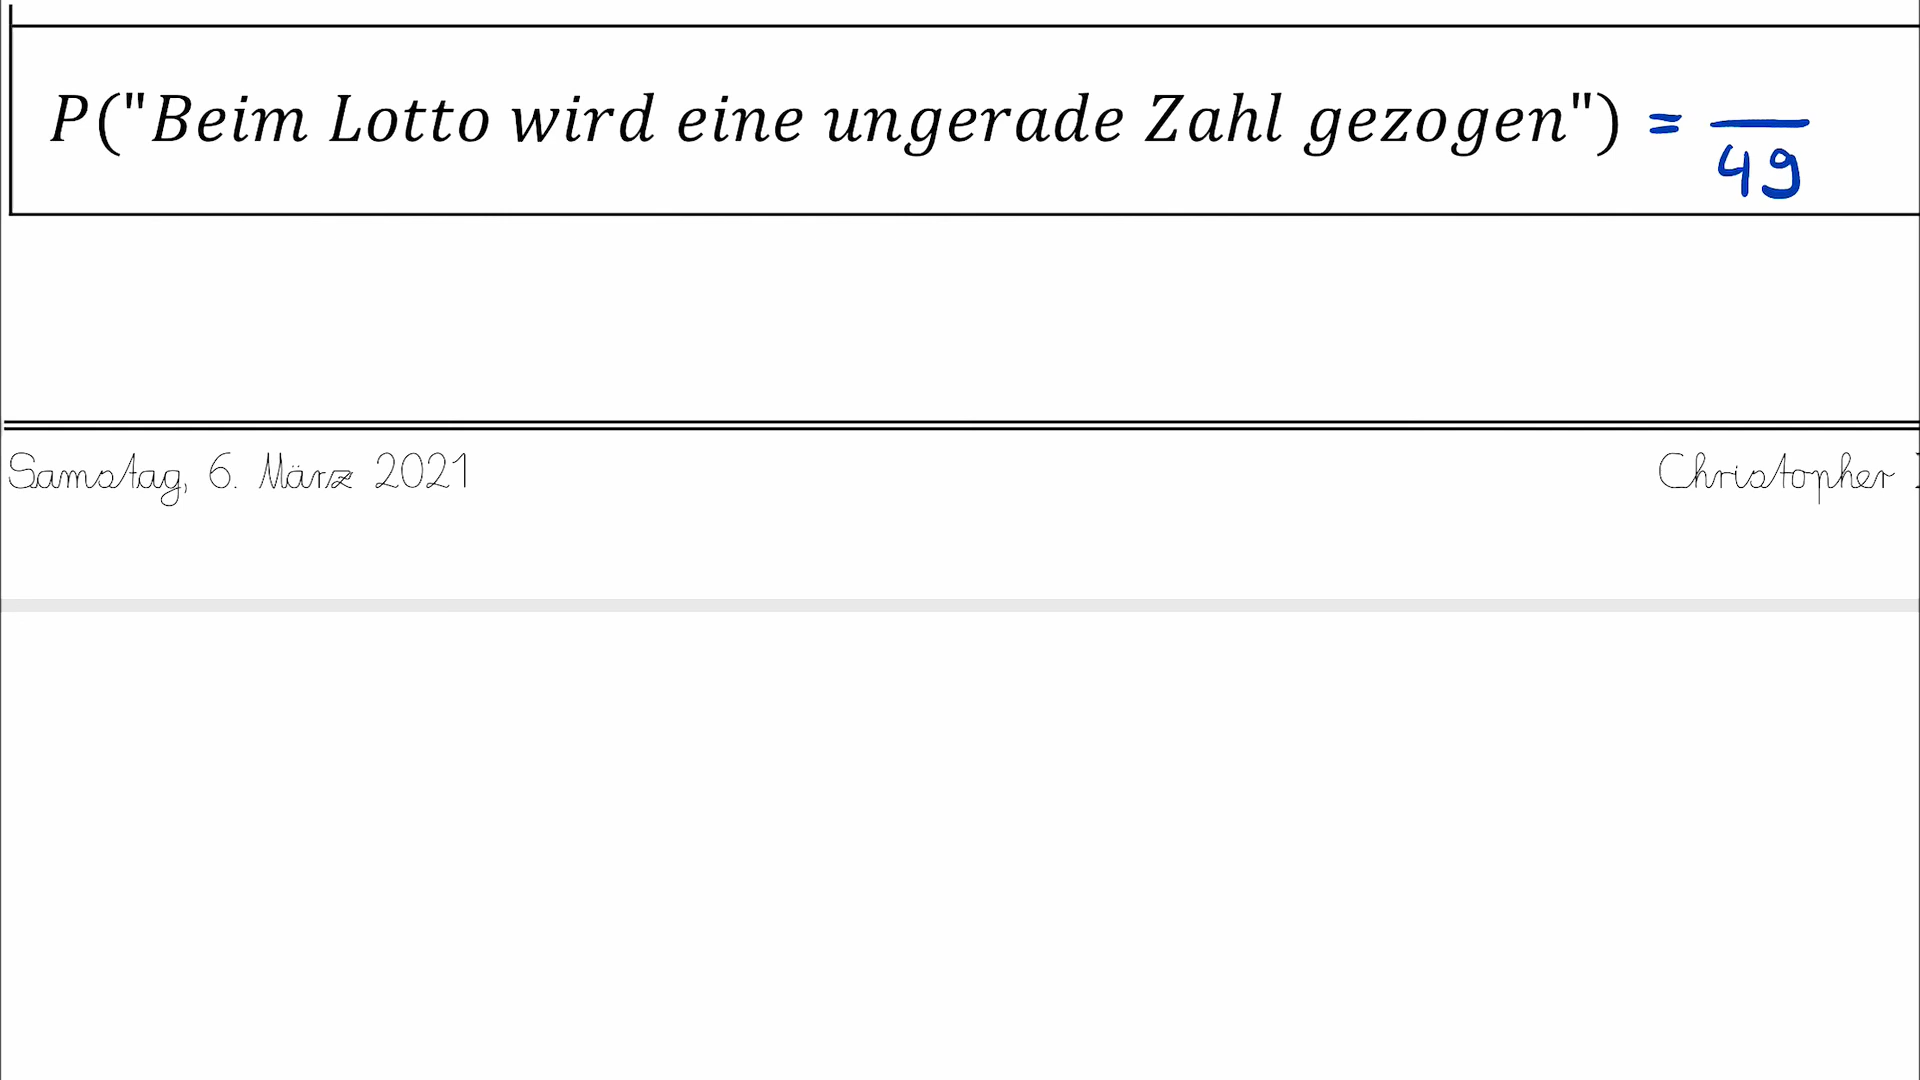 P("Beim Lotto wird eine ungerade Zahl gezogen") =
49
Samstag, 6. März 2021
Christopher